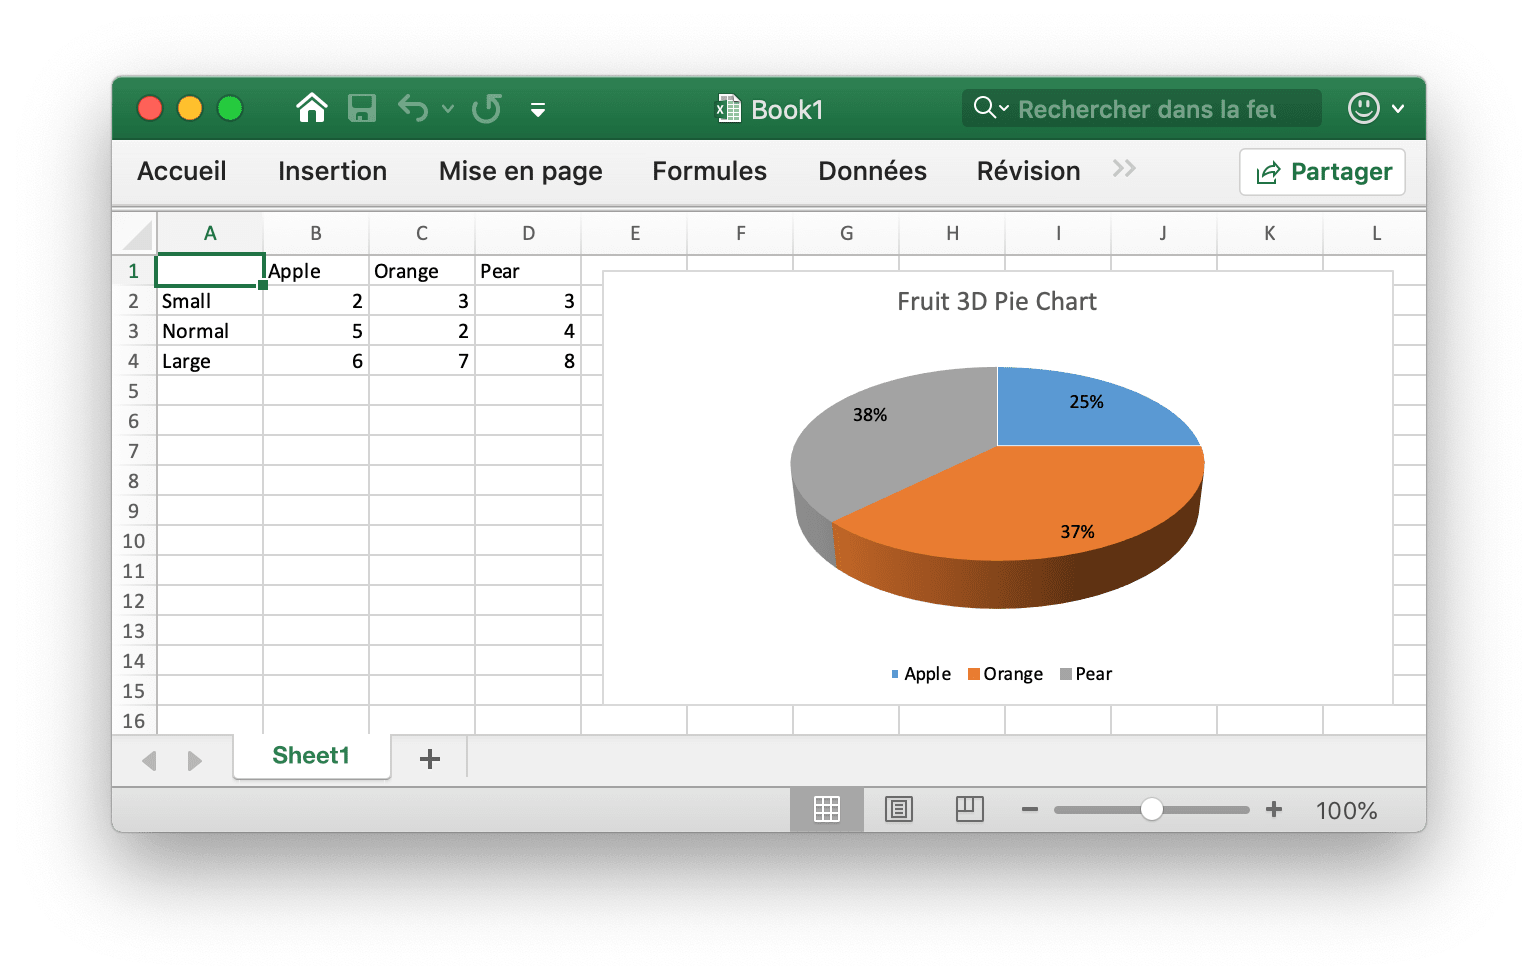 Book1
Rechercher dans la feu
Accueil Insertion Mise en page Formules Données Révision Partager
A B C D E F G H I J K L
1 Apple Orange Pear
2 Small 2 3 3
3 Normal 5 2 4
4 Large 6 7 8
5
6
7
8
9
10
11
12
13
14
15
16
Fruit 3D Pie Chart
38% 25%
37%
Apple Orange Pear
Sheet1
100%